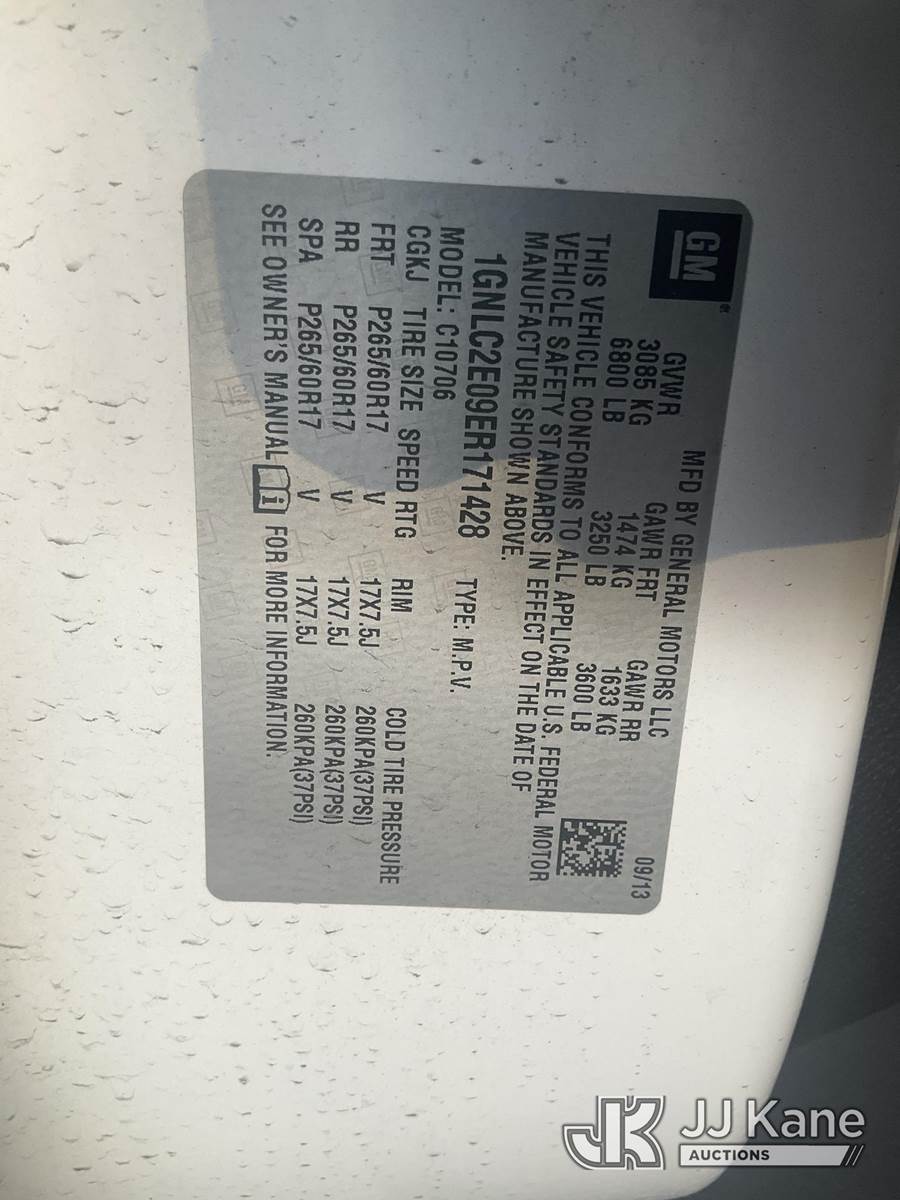 GM
MFD BY GENERAL MOTORS LLC 09/13
GVWR GAWR FRT GAWR RR
3085 KG 1474 KG 1633 KG
6800 LB 3250 LB 3600 LB
THIS VEHICLE CONFORMS TO ALL APPLICABLE U.S. FEDERAL MOTOR
VEHICLE SAFETY STANDARDS IN EFFECT ON THE DATE OF
MANUFACTURE SHOWN ABOVE.
1GNLC2E09ER171428 TYPE: M.P.V.
MODEL: C10706
CGKJ TIRE SIZE SPEED RTG RIM COLD TIRE PRESSURE
FRT P265/60R17 V 17X7.5J 260KPA(37PSI)
RR P265/60R17 V 17X7.5J 260KPA(37PSI)
SPA P265/60R17 V 17X7.5J 260KPA(37PSI)
SEE OWNER'S MANUAL i FOR MORE INFORMATION.
JK JJ Kane
AUCTIONS